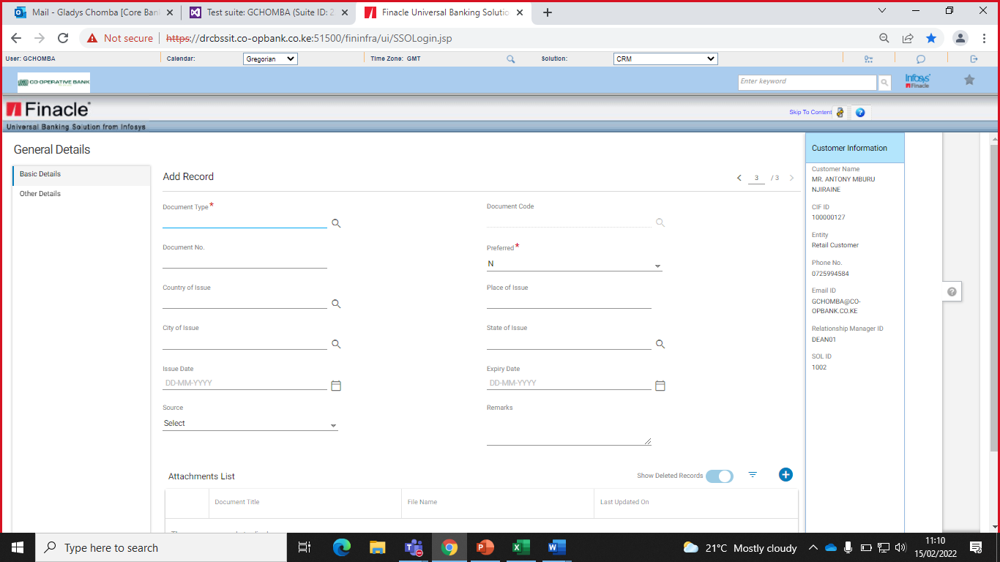 Mail - Gladys Chomba [Core Ban
Test suite: GCHOMBA (Suite ID: 2
Finacle Universal Banking Solutio
Not secure
https://drcbssit.co-opbank.co.ke:51500/fininfra/ui/SSOLogin.jsp
User: GCHOMBA
Calendar:
Gregorian
Time Zone: GMT
Solution:
CRM
CO-OPERATIVE BANK
Enter keyword
Infosys
Finacle
Finacle
Skip To Content
Universal Banking Solution from Infosys
General Details
Basic Details
Other Details
Add Record
3 / 3
Document Type*
Document Code
Document No.
Preferred*
N
Country of Issue
Place of Issue
City of Issue
State of Issue
Issue Date
DD-MM-YYYY
Expiry Date
DD-MM-YYYY
Source
Select
Remarks
Attachments List
Show Deleted Records
Document Title
File Name
Last Updated On
Customer Information
Customer Name
MR. ANTONY MBURU
NJIRAINE
CIF ID
100000127
Entity
Retail Customer
Phone No.
0725994584
Email ID
GCHOMBA@CO-
OPBANK.CO.KE
Relationship Manager ID
DEAN01
SOL ID
1002
Type here to search
21°C Mostly cloudy
11:10
15/02/2022